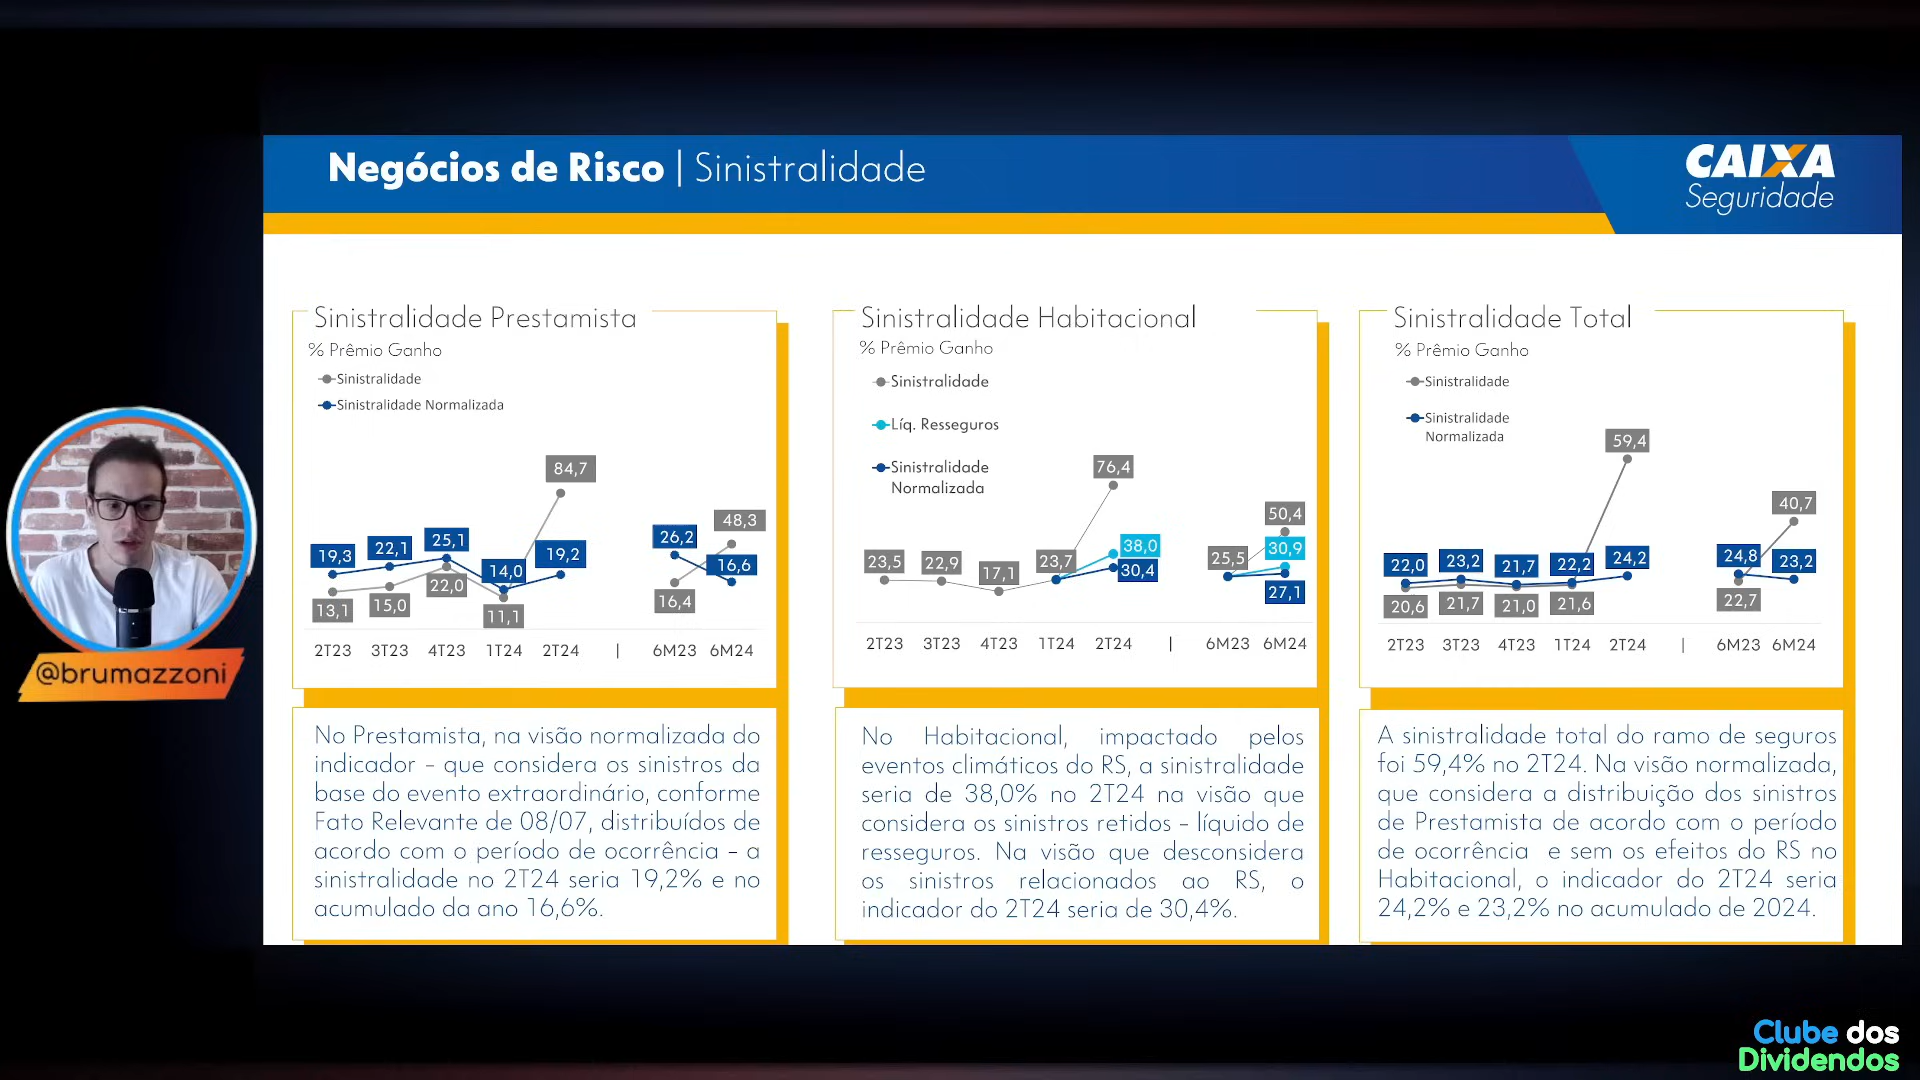 Negócios de Risco | Sinistralidade
CAIXA
Seguridade
Sinistralidade Prestamista
% Prêmio Ganho
Sinistralidade
Sinistralidade Normalizada
84,7
48,3
26,2
25,1
22,1
19,3
19,2
14,0
16,6
22,0
13,1
15,0
11,1
16,4
2T23 3T23 4T23 1T24 2T24 | 6M23 6M24
No Prestamista, na visão normalizada do
indicador – que considera os sinistros da
base do evento extraordinário, conforme
Fato Relevante de 08/07, distribuídos de
acordo com o período de ocorrência – a
sinistralidade no 2T24 seria 19,2% e no
acumulado da ano 16,6%.
Sinistralidade Habitacional
% Prêmio Ganho
Sinistralidade
Líq. Resseguros
Sinistralidade
Normalizada
76,4
50,4
38,0
30,9
23,5
22,9
17,1
23,7
30,4
25,5
27,1
2T23 3T23 4T23 1T24 2T24 | 6M23 6M24
No Habitacional, impactado pelos
eventos climáticos do RS, a sinistralidade
seria de 38,0% no 2T24 na visão que
considera os sinistros retidos – líquido de
resseguros. Na visão que desconsidera
os sinistros relacionados ao RS, o
indicador do 2T24 seria de 30,4%.
Sinistralidade Total
% Prêmio Ganho
Sinistralidade
Sinistralidade
Normalizada
59,4
40,7
22,0
23,2
21,7
22,2
24,2
24,8
23,2
20,6
21,7
21,0
21,6
22,7
2T23 3T23 4T23 1T24 2T24 | 6M23 6M24
A sinistralidade total do ramo de seguros
foi 59,4% no 2T24. Na visão normalizada,
que considera a distribuição dos sinistros
de Prestamista de acordo com o período
de ocorrência e sem os efeitos do RS no
Habitacional, o indicador do 2T24 seria
24,2% e 23,2% no acumulado de 2024.
@brumazzoni
Clube dos
Dividendos